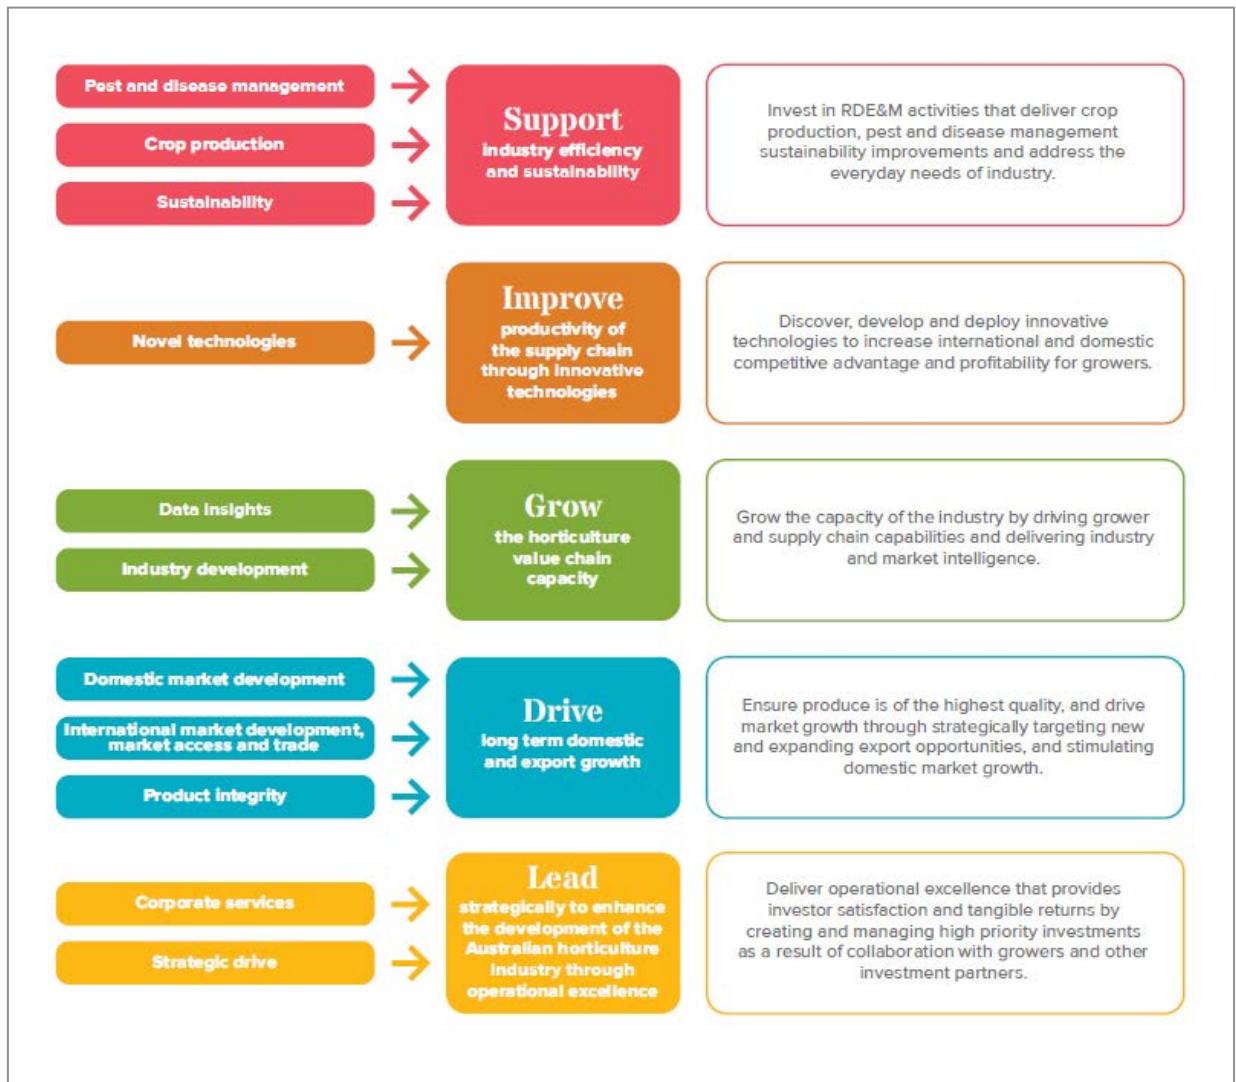 Pest and disease management
Crop production
Sustainability
Support
industry efficiency
and sustainability
Invest in RDE&M activities that deliver crop
production, pest and disease management
sustainability improvements and address the
everyday needs of industry.
Novel technologies
Improve
productivity of
the supply chain
through innovative
technologies
Discover, develop and deploy innovative
technologies to increase international and domestic
competitive advantage and profitability for growers.
Data insights
Industry development
Grow
the horticulture
value chain
capacity
Grow the capacity of the industry by driving grower
and supply chain capabilities and delivering industry
and market intelligence.
Domestic market development
International market development,
market access and trade
Product integrity
Drive
long term domestic
and export growth
Ensure produce is of the highest quality, and drive
market growth through strategically targeting new
and expanding export opportunities, and stimulating
domestic market growth.
Corporate services
Strategic drive
Lead
strategically to enhance
the development of the
Australian horticulture
industry through
operational excellence
Deliver operational excellence that provides
investor satisfaction and tangible returns by
creating and managing high priority investments
as a result of collaboration with growers and other
investment partners.